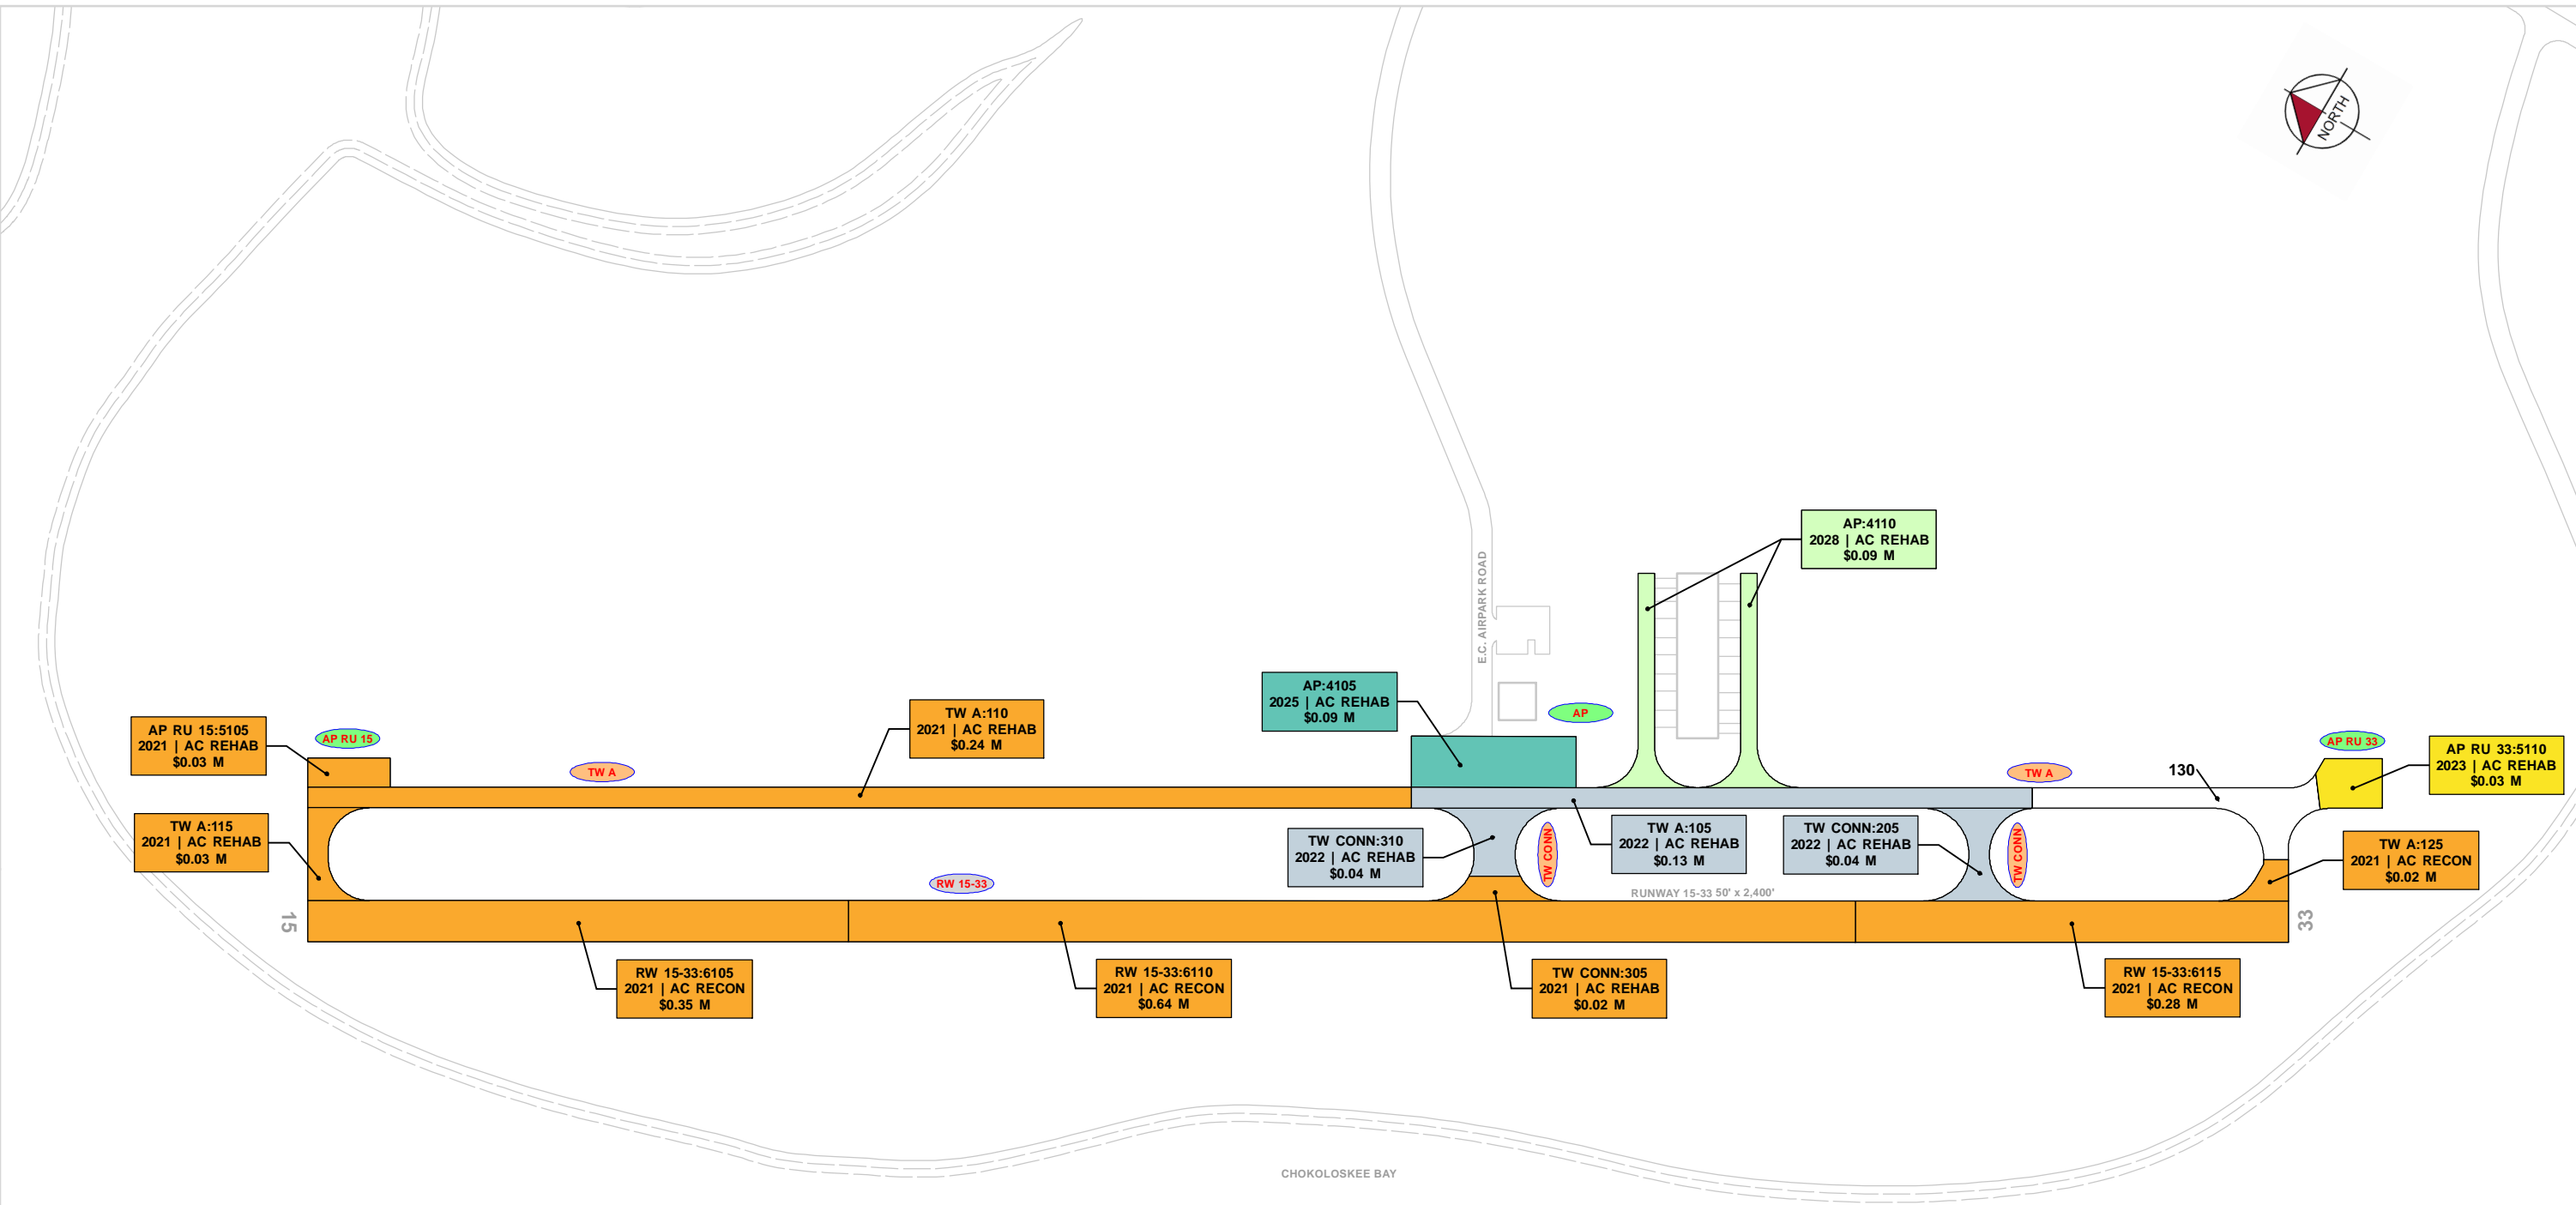 NORTH
E.C. AIRPARK ROAD
AP:4110
2028 | AC REHAB
$0.09 M
AP:4105
2025 | AC REHAB
$0.09 M
AP
TW A:110
2021 | AC REHAB
$0.24 M
AP RU 15:5105
2021 | AC REHAB
$0.03 M
AP RU 15
TW A
TW A
130
AP RU 33
AP RU 33:5110
2023 | AC REHAB
$0.03 M
TW A:115
2021 | AC REHAB
$0.03 M
TW CONN:310
2022 | AC REHAB
$0.04 M
TW CONN
TW A:105
2022 | AC REHAB
$0.13 M
TW CONN:205
2022 | AC REHAB
$0.04 M
TW CONN
TW A:125
2021 | AC RECON
$0.02 M
RW 15-33
RUNWAY 15-33 50' x 2,400'
15
33
RW 15-33:6105
2021 | AC RECON
$0.35 M
RW 15-33:6110
2021 | AC RECON
$0.64 M
TW CONN:305
2021 | AC REHAB
$0.02 M
RW 15-33:6115
2021 | AC RECON
$0.28 M
CHOKOLOSKEE BAY